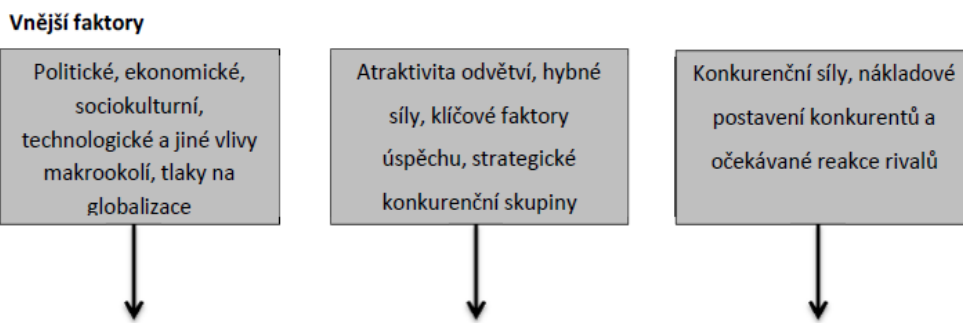 Vnější faktory
Politické, ekonomické,
sociokulturní,
technologické a jiné vlivy
makrookolí, tlaky na
globalizace
Atraktivita odvětví, hybné
síly, klíčové faktory
úspěchu, strategické
konkurenční skupiny
Konkurenční síly, nákladové
postavení konkurentů a
očekávané reakce rivalů